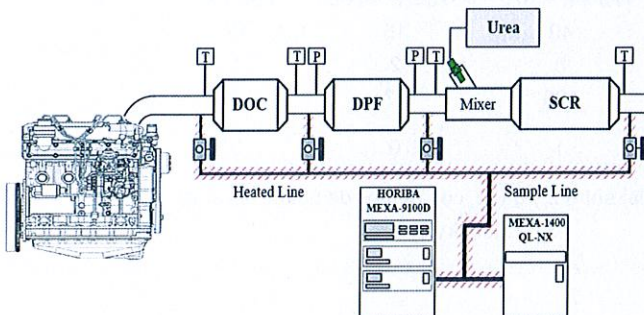 Urea
T
T
P
P
T
T
DOC
DPF
Mixer
SCR
Heated Line
Sample Line
HORIBA
MEXA-9100D
MEXA-1400
QL-NX